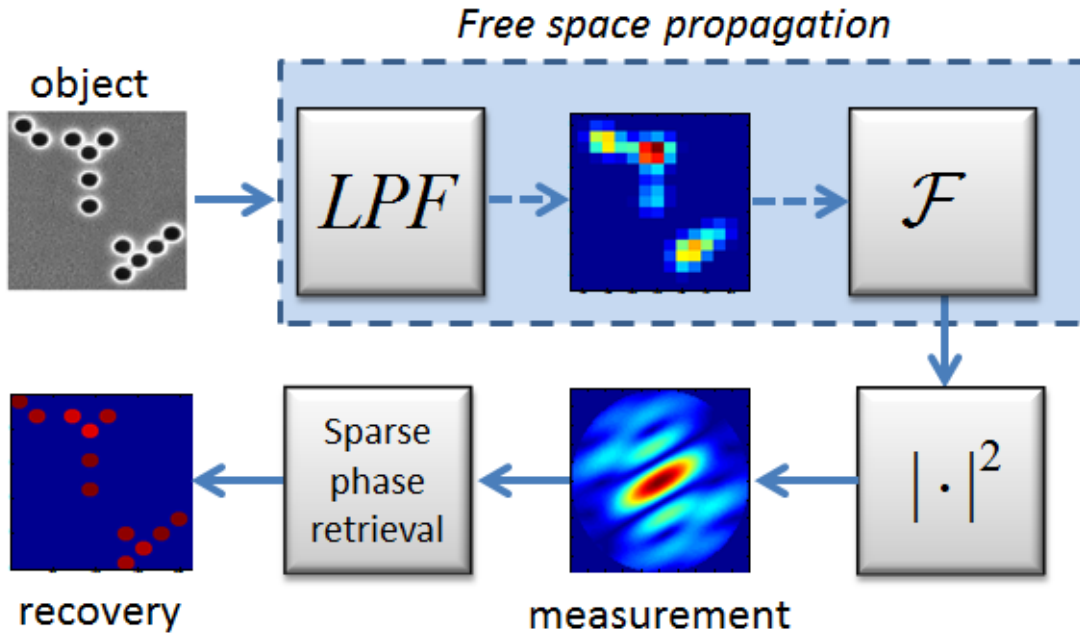 Free space propagation
object
LPF
ℱ
|·|²
Sparse
phase
retrieval
recovery
measurement